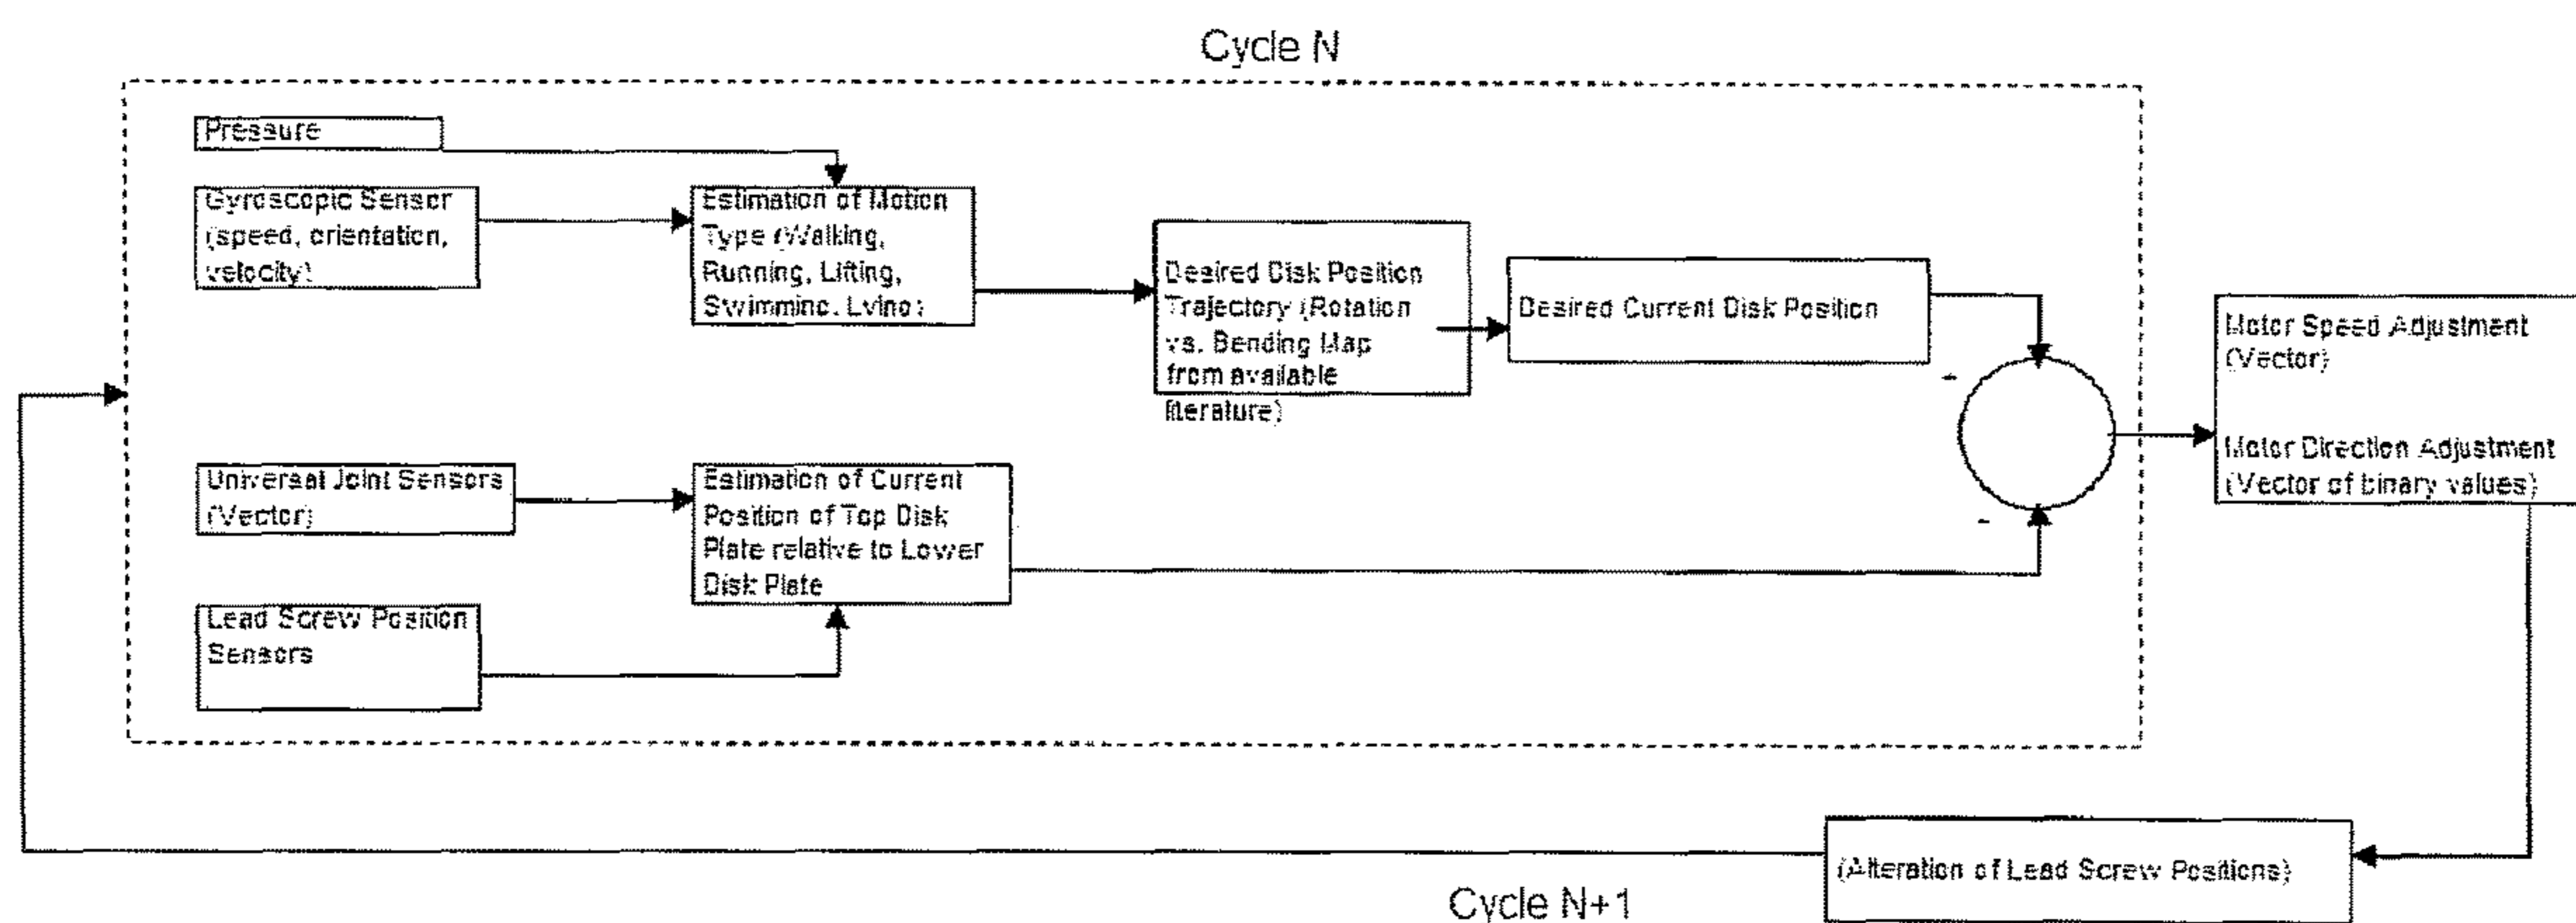 Cycle N
Pressure
Gyroscopic Sensor
(speed, orientation,
velocity)
Estimation of Motion
Type (Walking,
Running, Lifting,
Swimming, Lying)
Desired Disk Position
Trajectory (Rotation
vs. Bending Map
from available
literature)
Desired Current Disk Position
-
-
Motor Speed Adjustment
(Vector)
Motor Direction Adjustment
(Vector of binary values)
Universal Joint Sensors
(Vector)
Estimation of Current
Position of Top Disk
Plate relative to Lower
Disk Plate
Lead Screw Position
Sensors
(Alteration of Lead Screw Positions)
Cycle N+1